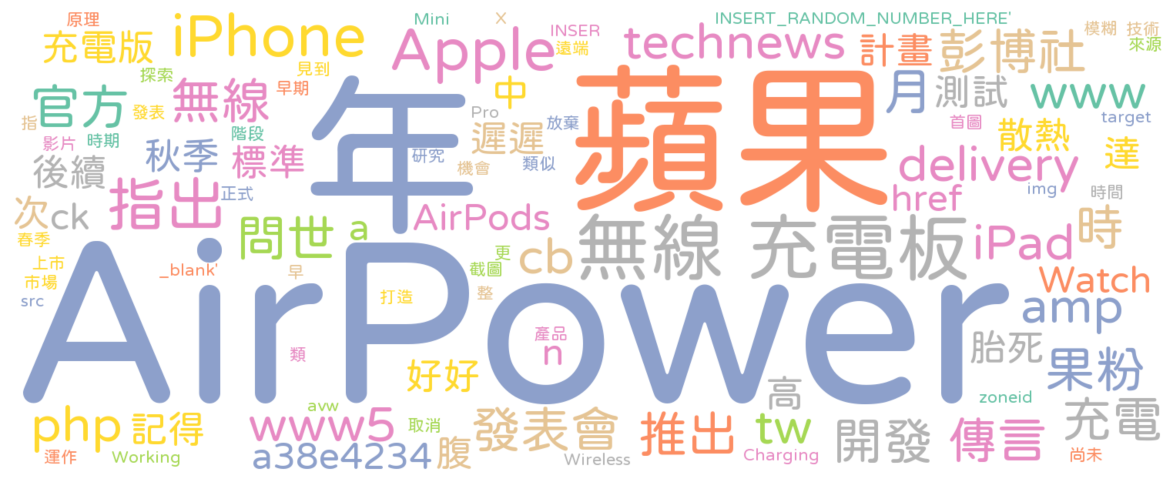 原理 Mini X INSERT_RANDOM_NUMBER_HERE' 模糊 技術
充電版 iPhone Apple INSER 遠端 technews 計畫 彭博社 來源
探索 見到
官方 無線 早期 年 中 蘋果 月 測試 www
指 發表 Pro 放棄 首圖 target
影片 時期 階段 遲遲 散熱
後續 秋季 標準 研究 機會 類似 delivery 達
指出 正式 href img 時間
次 ck AirPods 無線 充電板 iPad 時
春季 問世 a 更 cb
上市 _blank' 早 截圖 Watch
市場 整
src AirPower 打造 amp
產品
類 n 胎死
好好 果粉
高 zoneid
php 記得 www5 avw 取消 發表會 推出 tw 開發 傳言 充電
運作 Working a38e4234 腹 Wireless Charging 尚未